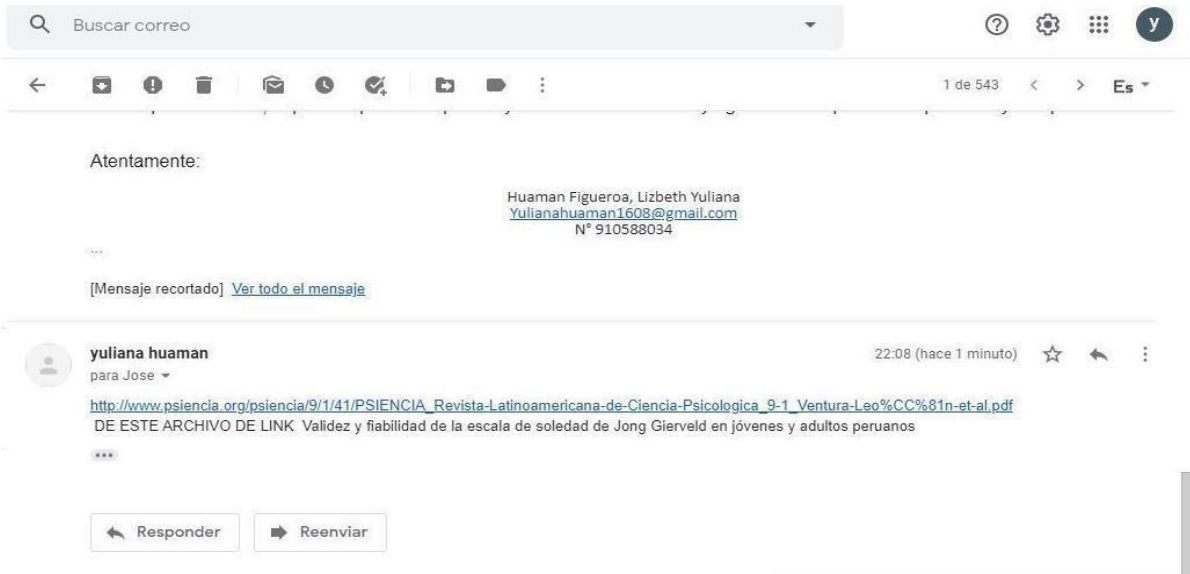 Buscar correo
y
1 de 543
Es
Atentamente:
Huaman Figueroa, Lizbeth Yuliana
Yulianahuaman1608@gmail.com
N° 910588034
...
[Mensaje recortado] Ver todo el mensaje
yuliana huaman
22:08 (hace 1 minuto)
para Jose
http://www.psiencia.org/psiencia/9/1/41/PSIENCIA_Revista-Latinoamericana-de-Ciencia-Psicologica_9-1_Ventura-Leo%CC%81n-et-al.pdf
DE ESTE ARCHIVO DE LINK Validez y fiabilidad de la escala de soledad de Jong Gierveld en jóvenes y adultos peruanos
Responder
Reenviar